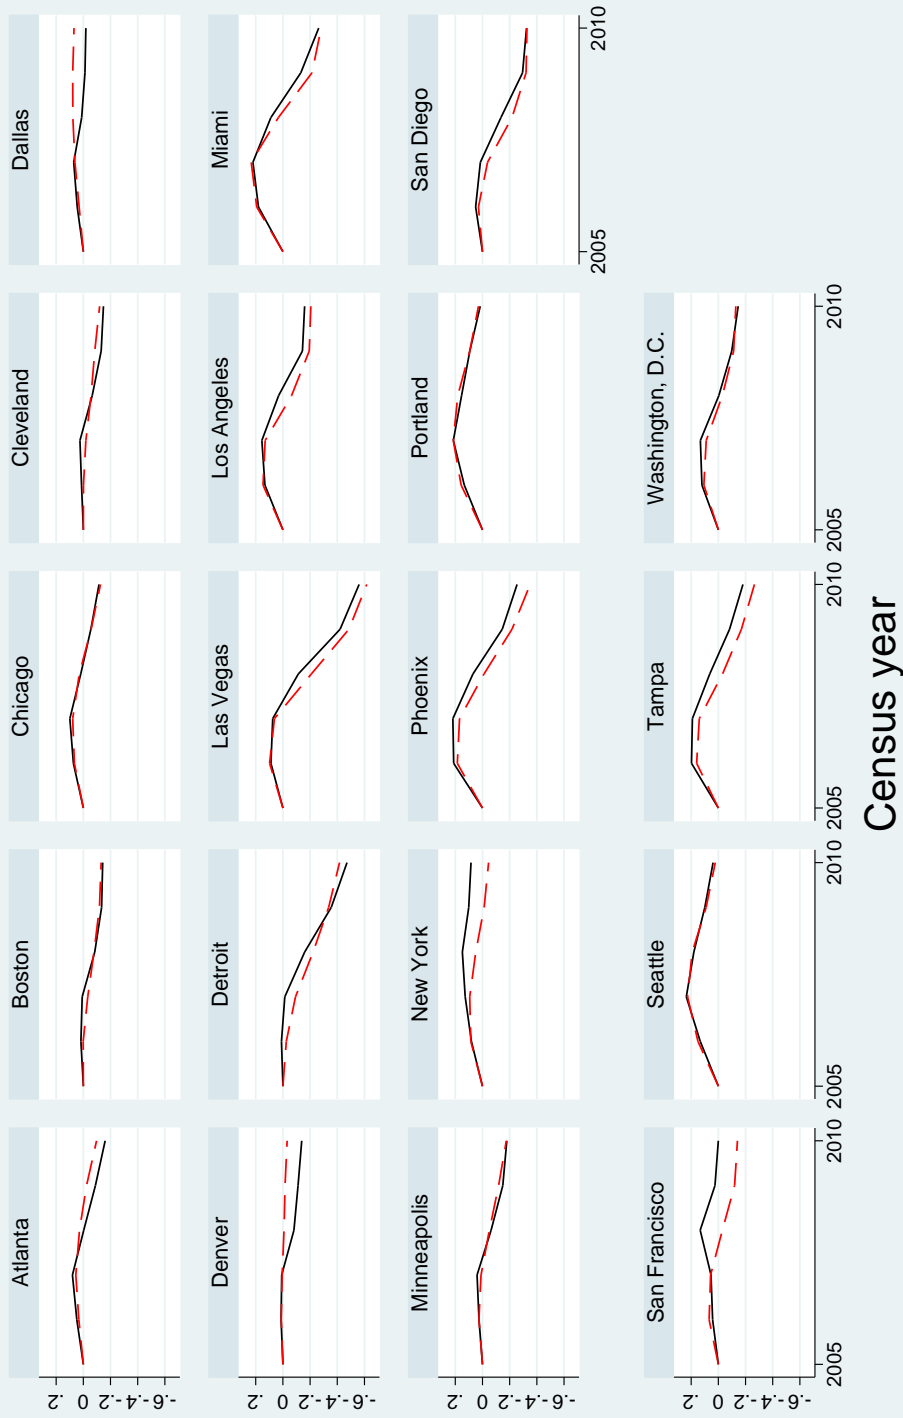 Atlanta
Boston
Chicago
Cleveland
Dallas
-.6-.4-.2 0 .2
Denver
Detroit
Las Vegas
Los Angeles
Miami
-.6-.4-.2 0 .2
Minneapolis
New York
Phoenix
Portland
San Diego
-.6-.4-.2 0 .2
2005 2010
San Francisco
Seattle
Tampa
Washington, D.C.
-.6-.4-.2 0 .2
2005 2010
2005 2010
2005 2010
2005 2010
Census year